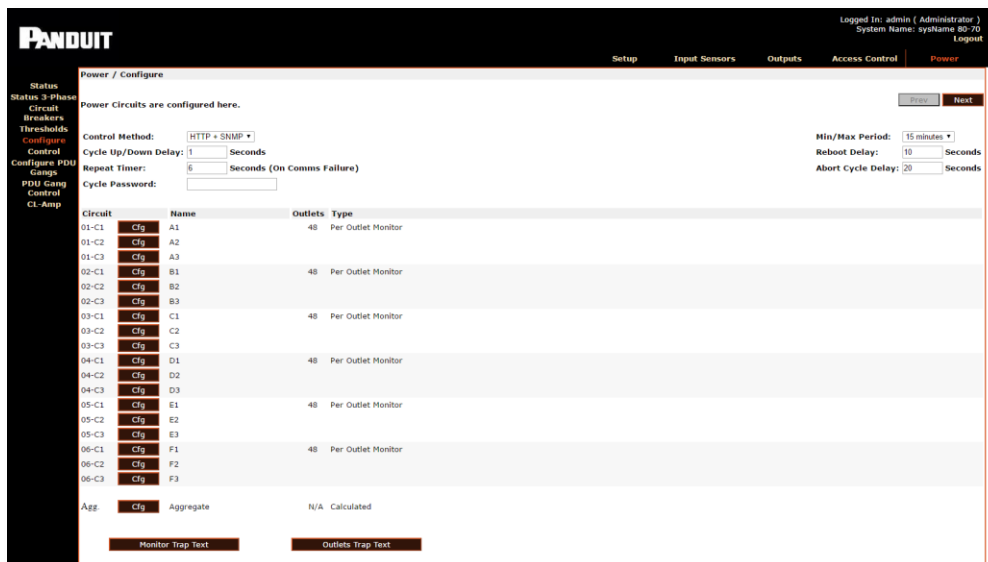 PANDUIT
Logged In: admin ( Administrator )
System Name: sysName 80-70
Logout
Setup Input Sensors Outputs Access Control Power
Status
Status 3-Phase
Circuit Breakers
Thresholds
Configure
Control
Configure PDU Gangs
PDU Gang Control
CL-Amp
Power / Configure
Power Circuits are configured here.
Prev Next
Control Method: HTTP + SNMP Min/Max Period: 15 minutes
Cycle Up/Down Delay: 1 Seconds Reboot Delay: 10 Seconds
Repeat Timer: 6 Seconds (On Comms Failure) Abort Cycle Delay: 20 Seconds
Cycle Password:
Circuit Name Outlets Type
01-C1 Cfg A1 48 Per Outlet Monitor
01-C2 Cfg A2
01-C3 Cfg A3
02-C1 Cfg B1 48 Per Outlet Monitor
02-C2 Cfg B2
02-C3 Cfg B3
03-C1 Cfg C1 48 Per Outlet Monitor
03-C2 Cfg C2
03-C3 Cfg C3
04-C1 Cfg D1 48 Per Outlet Monitor
04-C2 Cfg D2
04-C3 Cfg D3
05-C1 Cfg E1 48 Per Outlet Monitor
05-C2 Cfg E2
05-C3 Cfg E3
06-C1 Cfg F1 48 Per Outlet Monitor
06-C2 Cfg F2
06-C3 Cfg F3
Agg. Cfg Aggregate N/A Calculated
Monitor Trap Text Outlets Trap Text